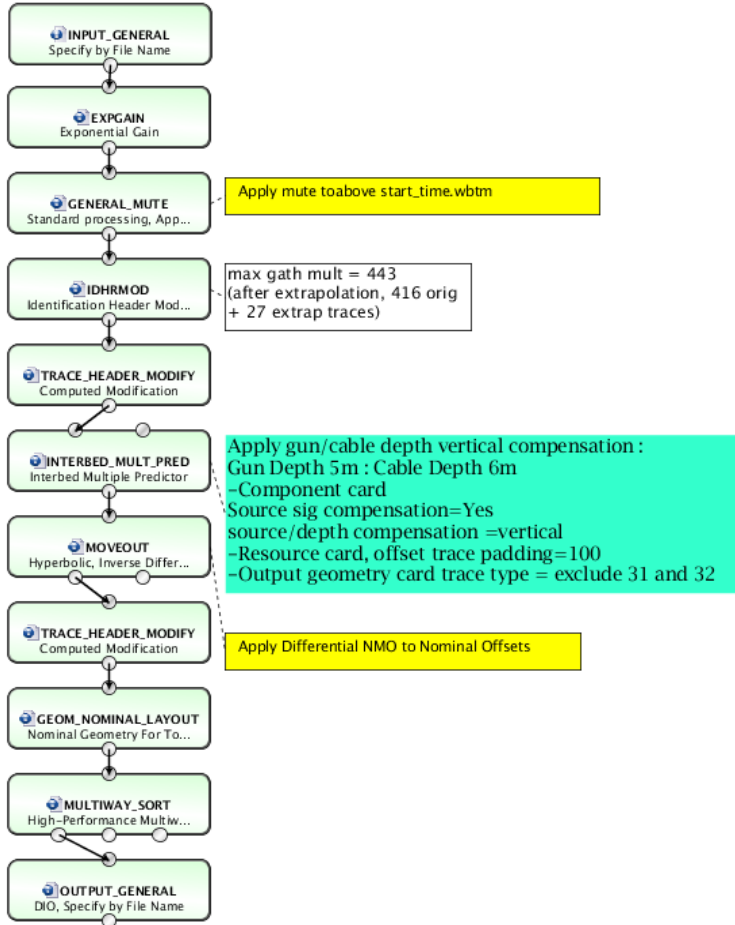 INPUT_GENERAL
Specify by File Name
EXPGAIN
Exponential Gain
GENERAL_MUTE
Standard processing, App...
Apply mute toabove start_time.wbtm
IDHRMOD
Identification Header Mod...
max gath mult = 443
(after extrapolation, 416 orig
+ 27 extrap traces)
TRACE_HEADER_MODIFY
Computed Modification
INTERBED_MULT_PRED
Interbed Multiple Predictor
Apply gun/cable depth vertical compensation :
Gun Depth 5m : Cable Depth 6m
-Component card
Source sig compensation=Yes
source/depth compensation =vertical
-Resource card, offset trace padding=100
-Output geometry card trace type = exclude 31 and 32
MOVEOUT
Hyperbolic, Inverse Differ...
TRACE_HEADER_MODIFY
Computed Modification
Apply Differential NMO to Nominal Offsets
GEOM_NOMINAL_LAYOUT
Nominal Geometry For To...
MULTIWAY_SORT
High-Performance Multiw...
OUTPUT_GENERAL
DIO, Specify by File Name